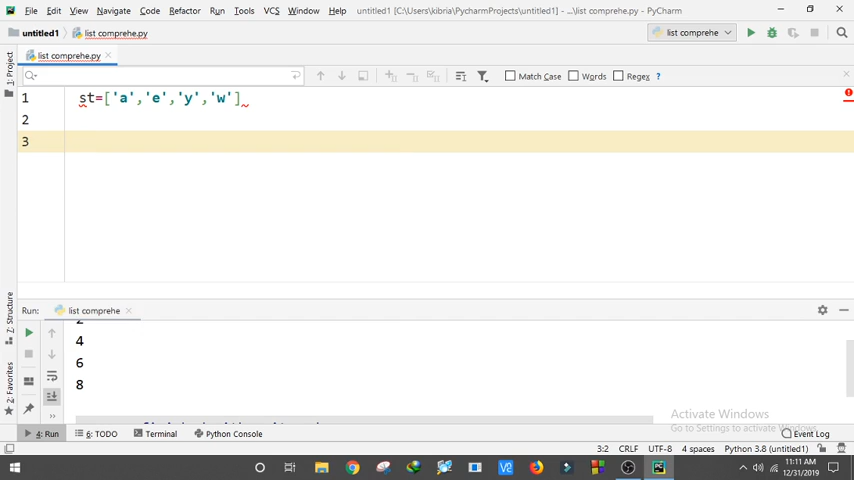 File Edit View Navigate Code Refactor Run Tools VCS Window Help untitled1 [C:\Users\kibria\PycharmProjects\untitled1] - ...\list comprehe.py - PyCharm
untitled1 list comprehe.py list comprehe
list comprehe.py
Match Case Words Regex ?
1 st=['a','e','y','w']
2
3
1: Project
Z: Structure
2: Favorites
Run: list comprehe
2
4
6
8
Activate Windows
Go to Settings to activate Windows.
4: Run 6: TODO Terminal Python Console Event Log
3:2 CRLF UTF-8 4 spaces Python 3.8 (untitled1)
11:11 AM
12/31/2019